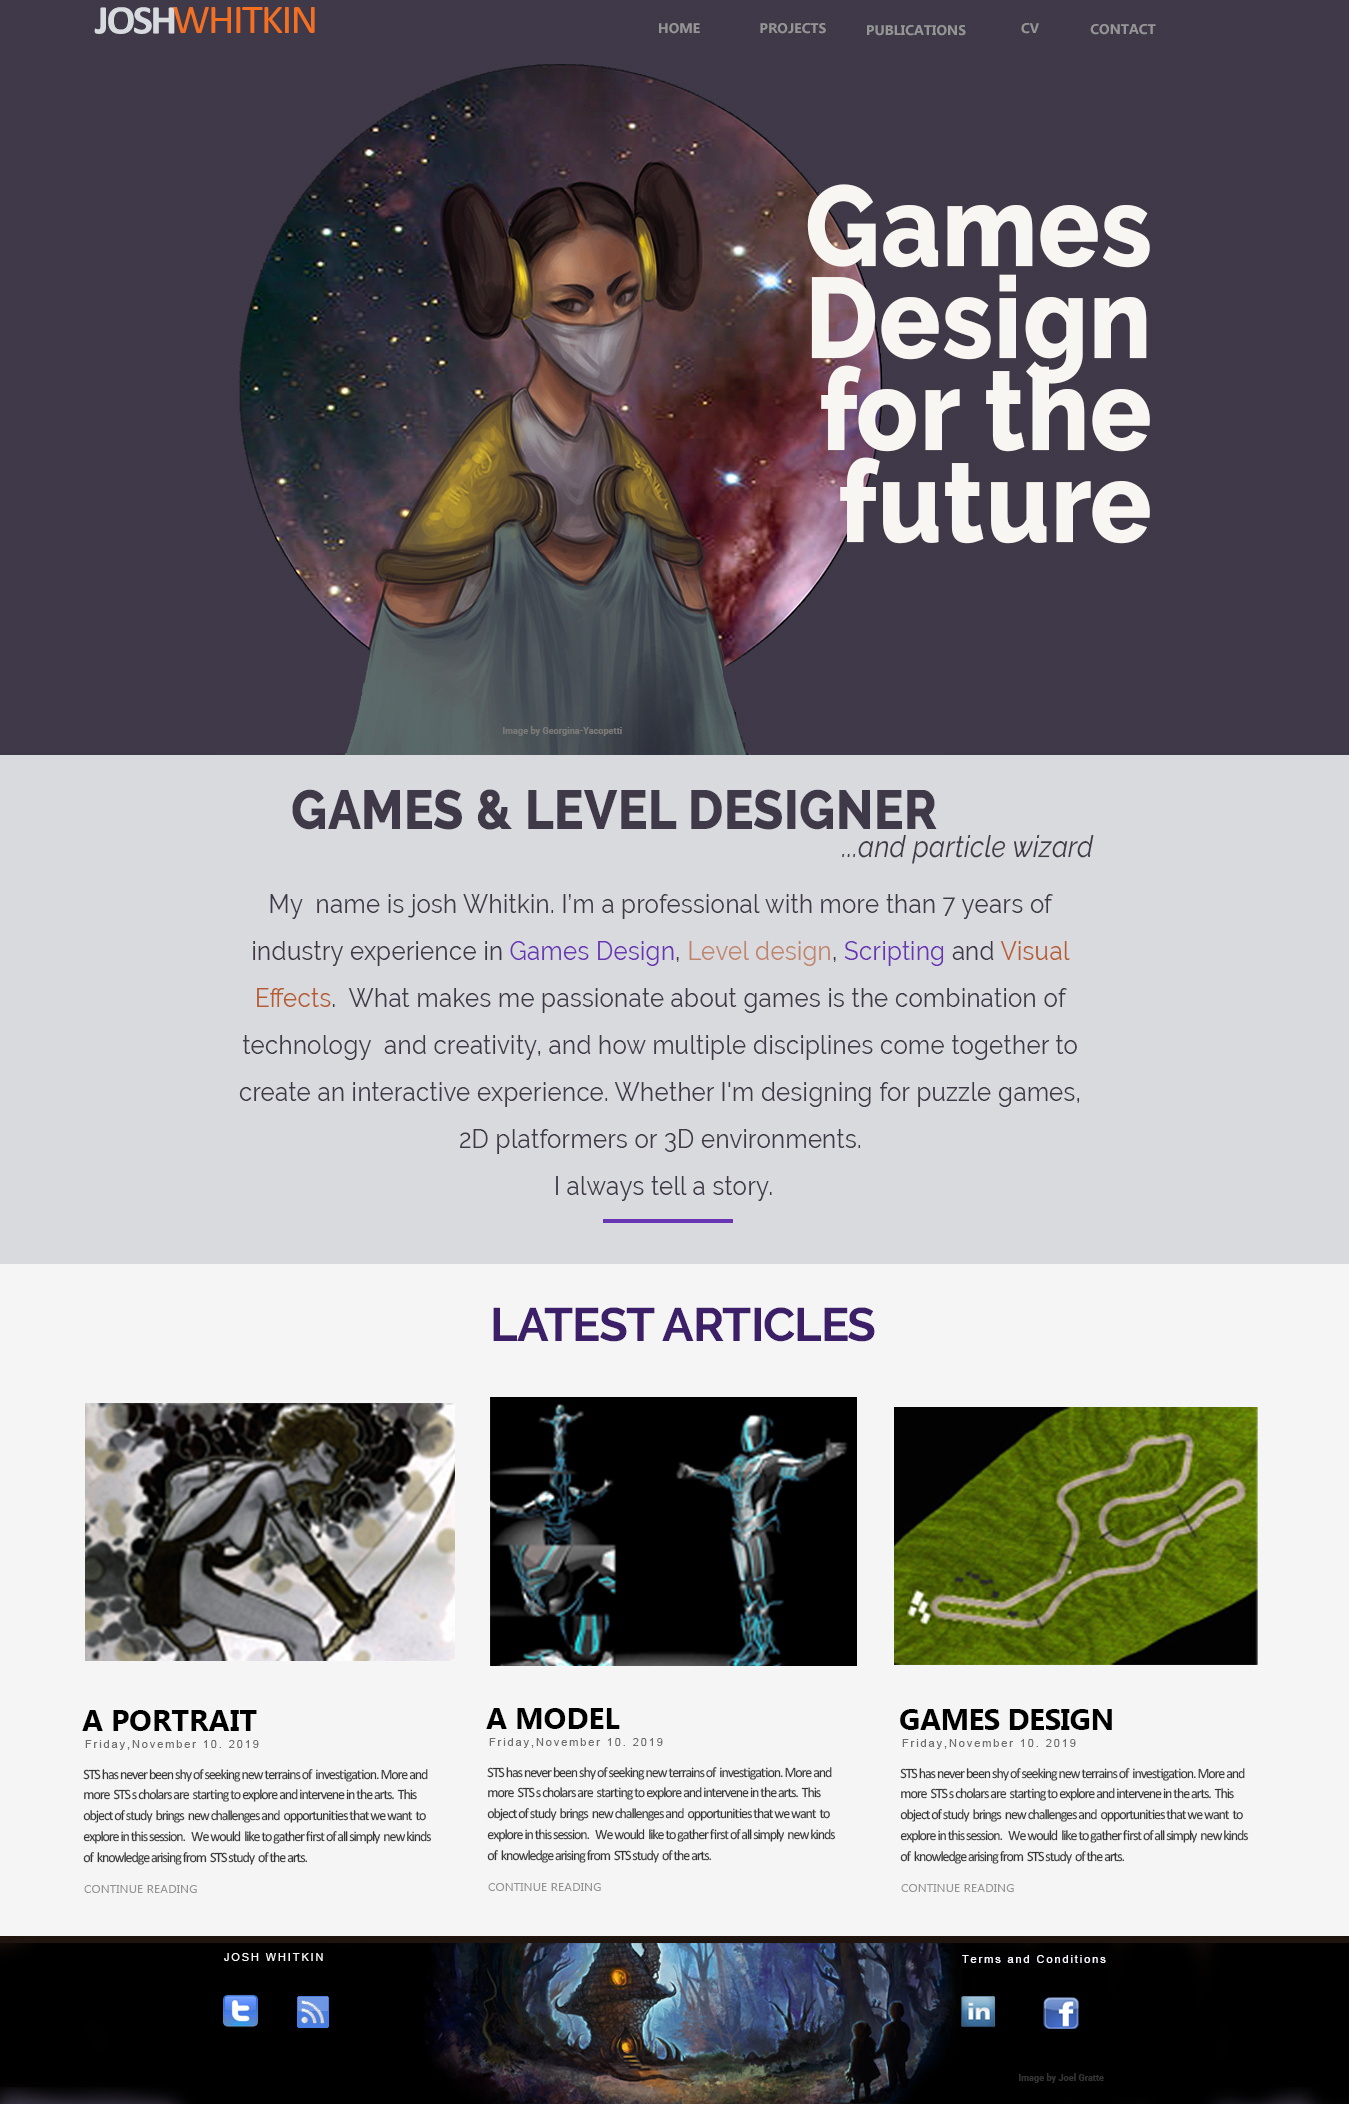 JOSHWHITKIN
HOME PROJECTS PUBLICATIONS CV CONTACT
Games
Design
for the
future
Image by Georgina-Yacopetti
GAMES & LEVEL DESIGNER
...and particle wizard
My name is josh Whitkin. I’m a professional with more than 7 years of
industry experience in Games Design, Level design, Scripting and Visual
Effects. What makes me passionate about games is the combination of
technology and creativity, and how multiple disciplines come together to
create an interactive experience. Whether I'm designing for puzzle games,
2D platformers or 3D environments.
I always tell a story.
LATEST ARTICLES
A PORTRAIT
Friday,November 10. 2019
STS has never been shy of seeking new terrains of investigation. More and
more STS s cholars are starting to explore and intervene in the arts. This
object of study brings new challenges and opportunities that we want to
explore in this session. We would like to gather first of all simply new kinds
of knowledge arising from STS study of the arts.
CONTINUE READING
A MODEL
Friday,November 10. 2019
STS has never been shy of seeking new terrains of investigation. More and
more STS s cholars are starting to explore and intervene in the arts. This
object of study brings new challenges and opportunities that we want to
explore in this session. We would like to gather first of all simply new kinds
of knowledge arising from STS study of the arts.
CONTINUE READING
GAMES DESIGN
Friday,November 10. 2019
STS has never been shy of seeking new terrains of investigation. More and
more STS s cholars are starting to explore and intervene in the arts. This
object of study brings new challenges and opportunities that we want to
explore in this session. We would like to gather first of all simply new kinds
of knowledge arising from STS study of the arts.
CONTINUE READING
JOSH WHITKIN
Terms and Conditions
Image by Joel Gratte